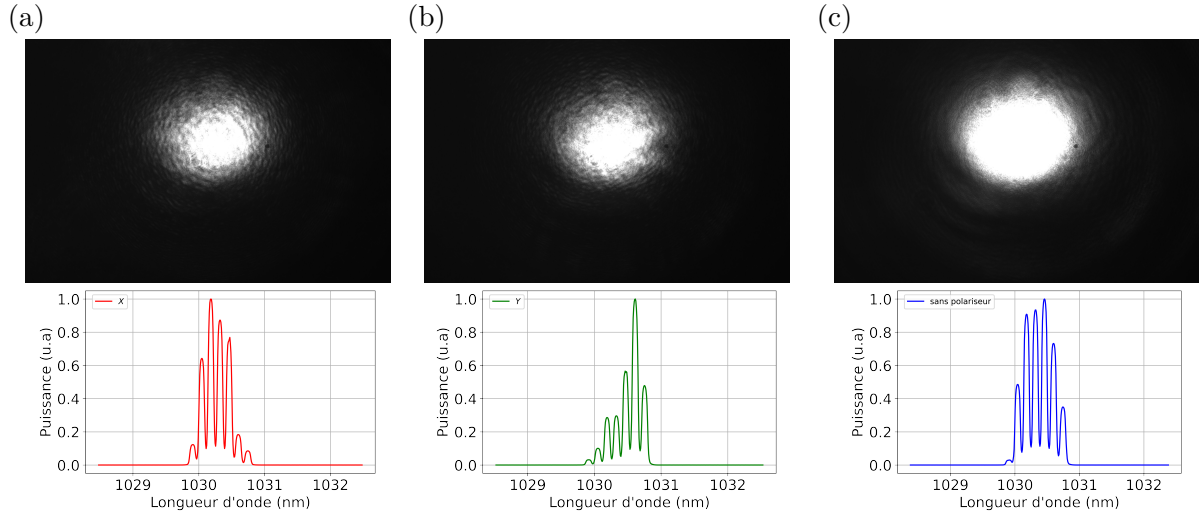 (a) (b) (c)
1.0
0.8
0.6
0.4
0.2
0.0
Puissance (u.a)
X
1029 1030 1031 1032
Longueur d'onde (nm)
1.0
0.8
0.6
0.4
0.2
0.0
Puissance (u.a)
Y
1029 1030 1031 1032
Longueur d'onde (nm)
1.0
0.8
0.6
0.4
0.2
0.0
Puissance (u.a)
sans polariseur
1029 1030 1031 1032
Longueur d'onde (nm)